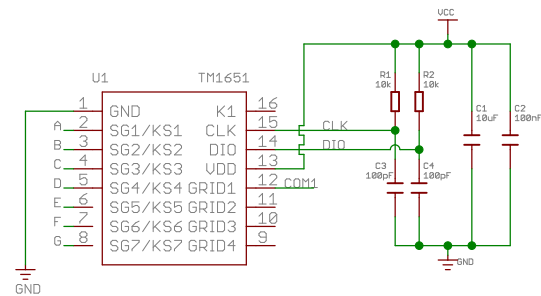 VCC
U1 TM1651
R1 R2
10k 10k
1 GND K1 16
A 2 SG1/KS1 CLK 15 CLK
B 3 SG2/KS2 DIO 14 DIO
C 4 SG3/KS3 VDD 13
D 5 SG4/KS4 GRID1 12 COM1
E 6 SG5/KS5 GRID2 11
F 7 SG6/KS6 GRID3 10
G 8 SG7/KS7 GRID4 9
C1 C2
10uF 100nF
C3 C4
100pF 100pF
GND
GND